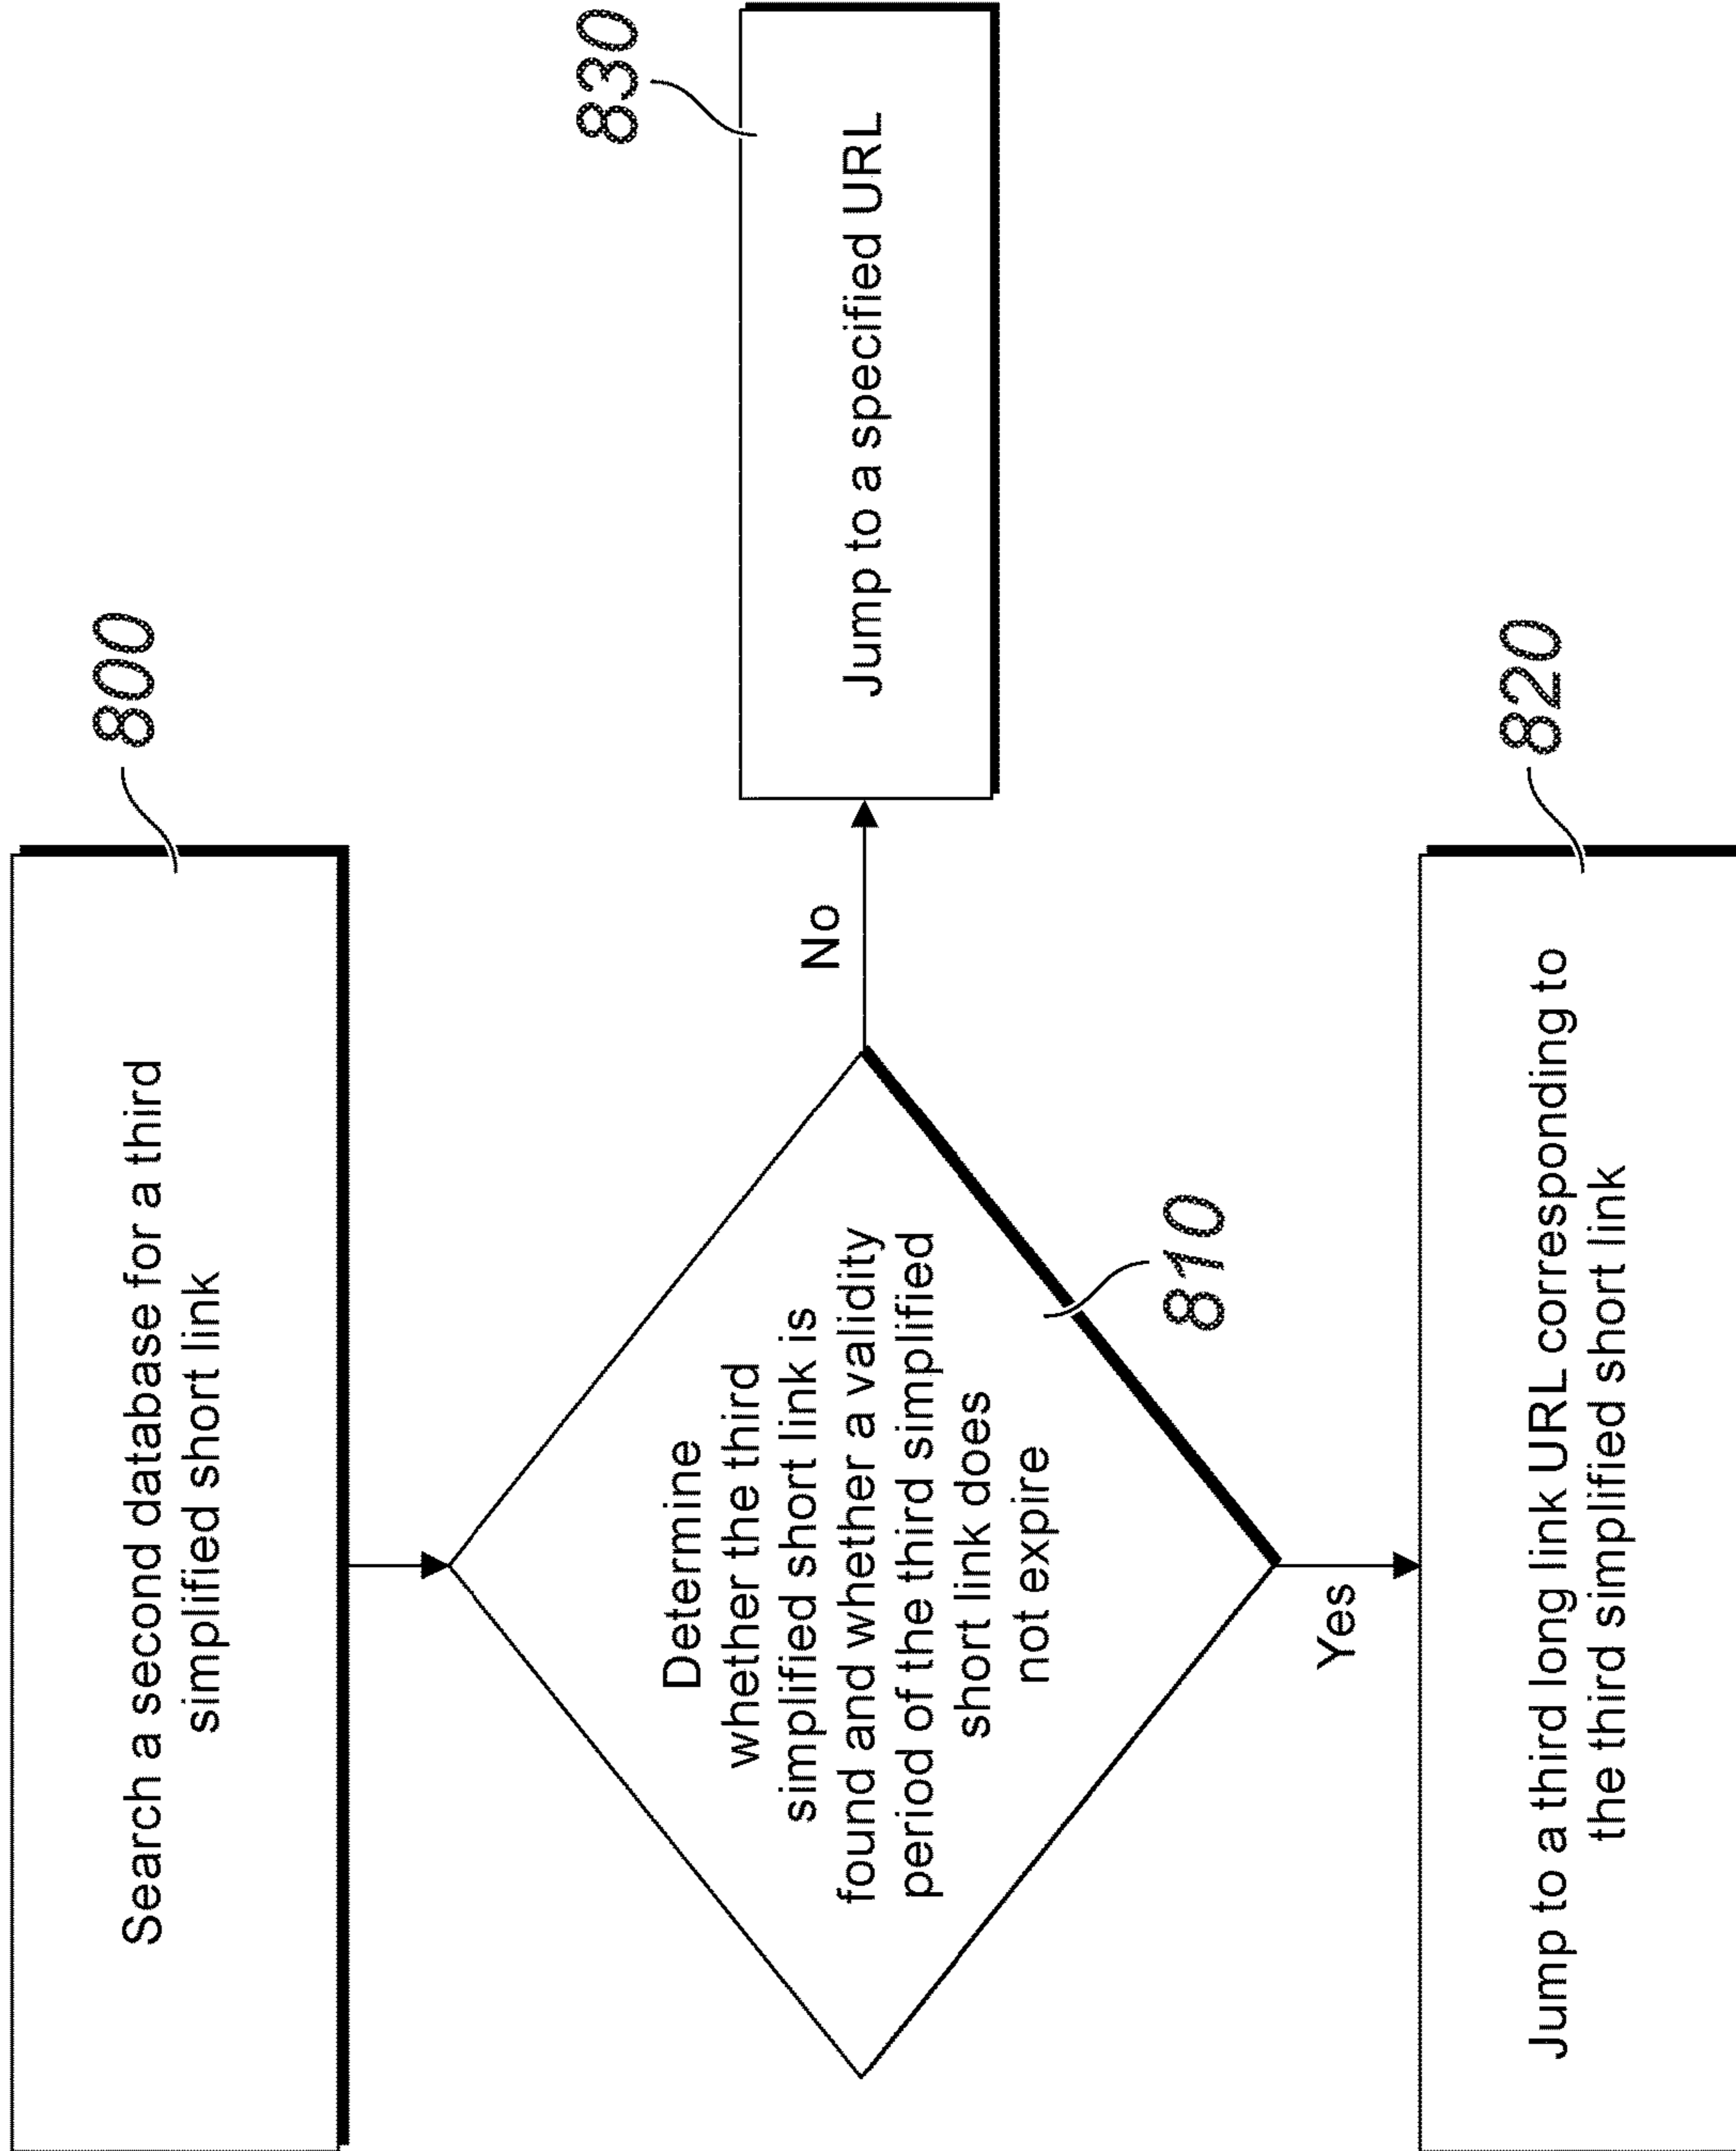 800
Search a second database for a third
simplified short link
Determine
whether the third
simplified short link is
found and whether a validity
period of the third simplified
short link does
not expire
810
No
830
Jump to a specified URL
Yes
820
Jump to a third long link URL corresponding to
the third simplified short link